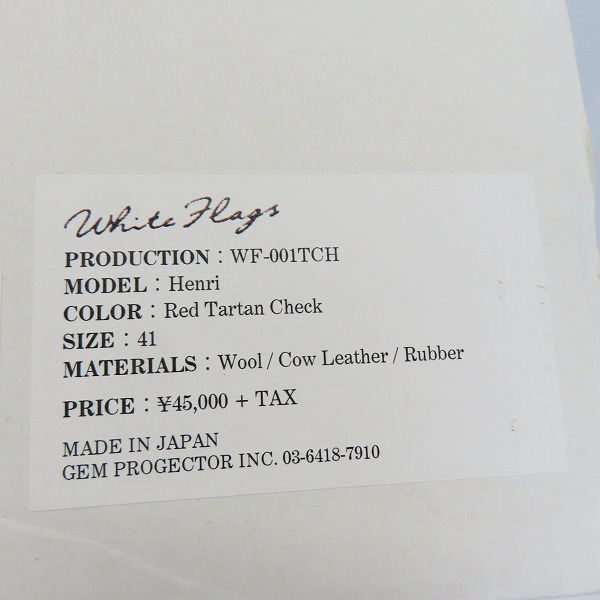 White Flags
PRODUCTION : WF-001TCH
MODEL : Henri
COLOR : Red Tartan Check
SIZE : 41
MATERIALS : Wool / Cow Leather / Rubber
PRICE : ¥45,000 + TAX
MADE IN JAPAN
GEM PROGECTOR INC. 03-6418-7910